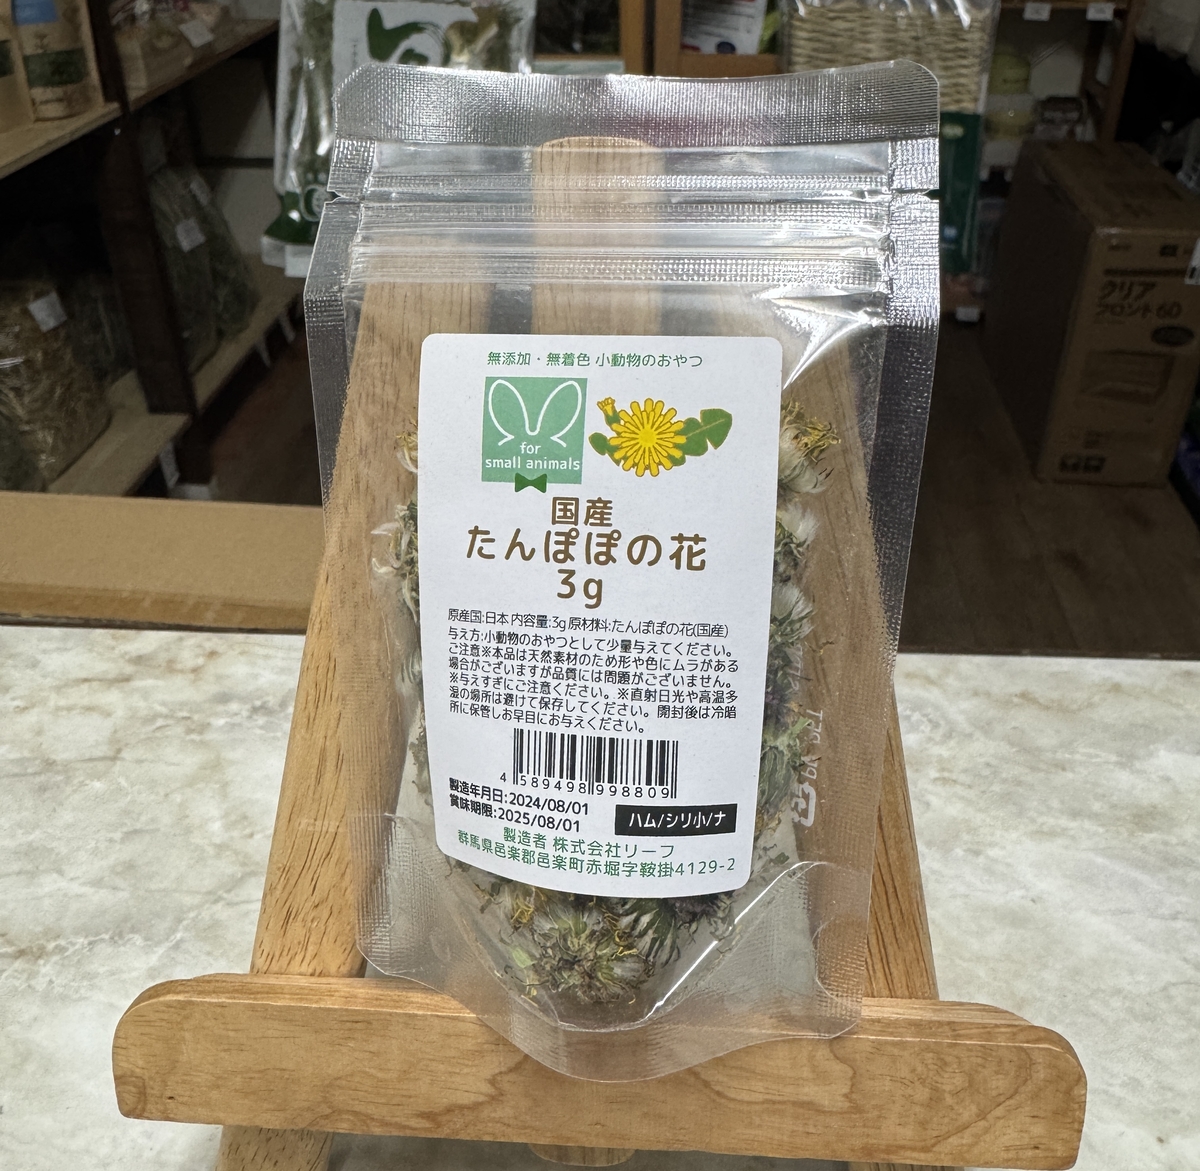 無添加・無着色 小動物のおやつ
for
small animals
国産
たんぽぽの花
3g
原産国:日本 内容量:3g 原材料:たんぽぽの花(国産)
与え方:小動物のおやつとして少量与えてください。
ご注意※本品は天然素材のため形や色にムラがある
場合がございますが品質には問題がございません。
※与えすぎにご注意ください。※直射日光や高温多
湿の場所は避けて保存してください。開封後は冷暗
所に保管しお早目にお与えください。
4 589498 998809
製造年月日:2024/08/01
賞味期限:2025/08/01
ハム/シリ小/ナ
製造者 株式会社リーフ
群馬県邑楽郡邑楽町赤堀字鞍掛4129-2
クリア
フロント 60